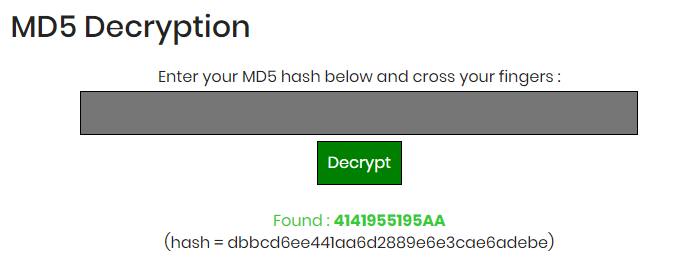 MD5 Decryption
Enter your MD5 hash below and cross your fingers :
Decrypt
Found : 4141955195AA
(hash = dbbcd6ee441aa6d2889e6e3cae6adebe)